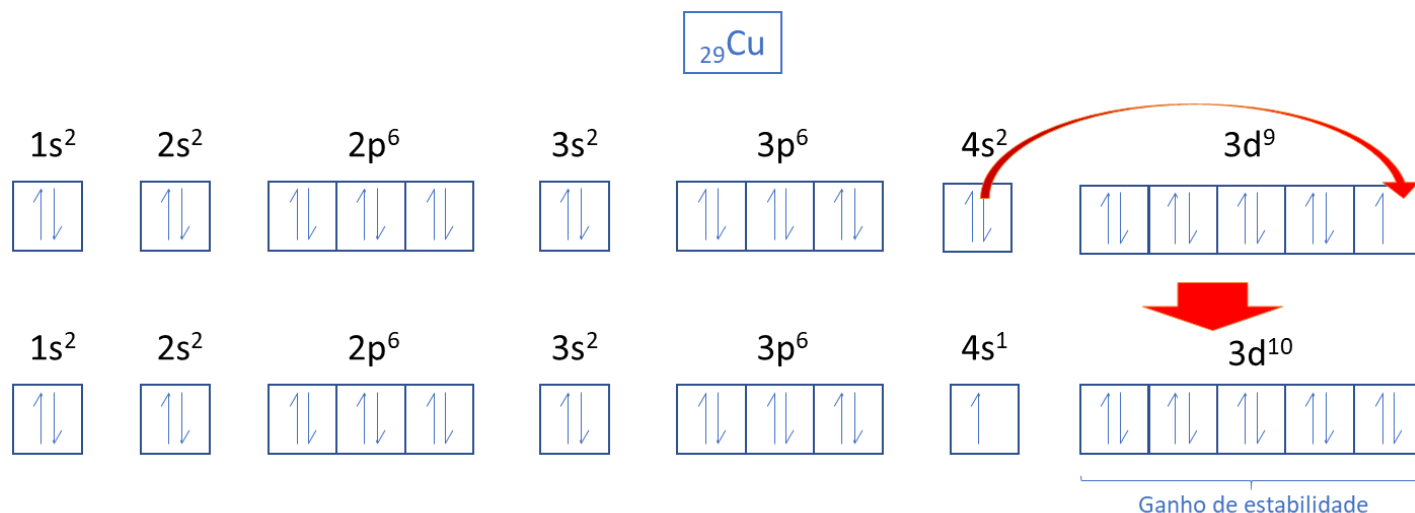 ₂₉Cu
1s² 2s² 2p⁶ 3s² 3p⁶ 4s² 3d⁹
1s² 2s² 2p⁶ 3s² 3p⁶ 4s¹ 3d¹⁰
Ganho de estabilidade